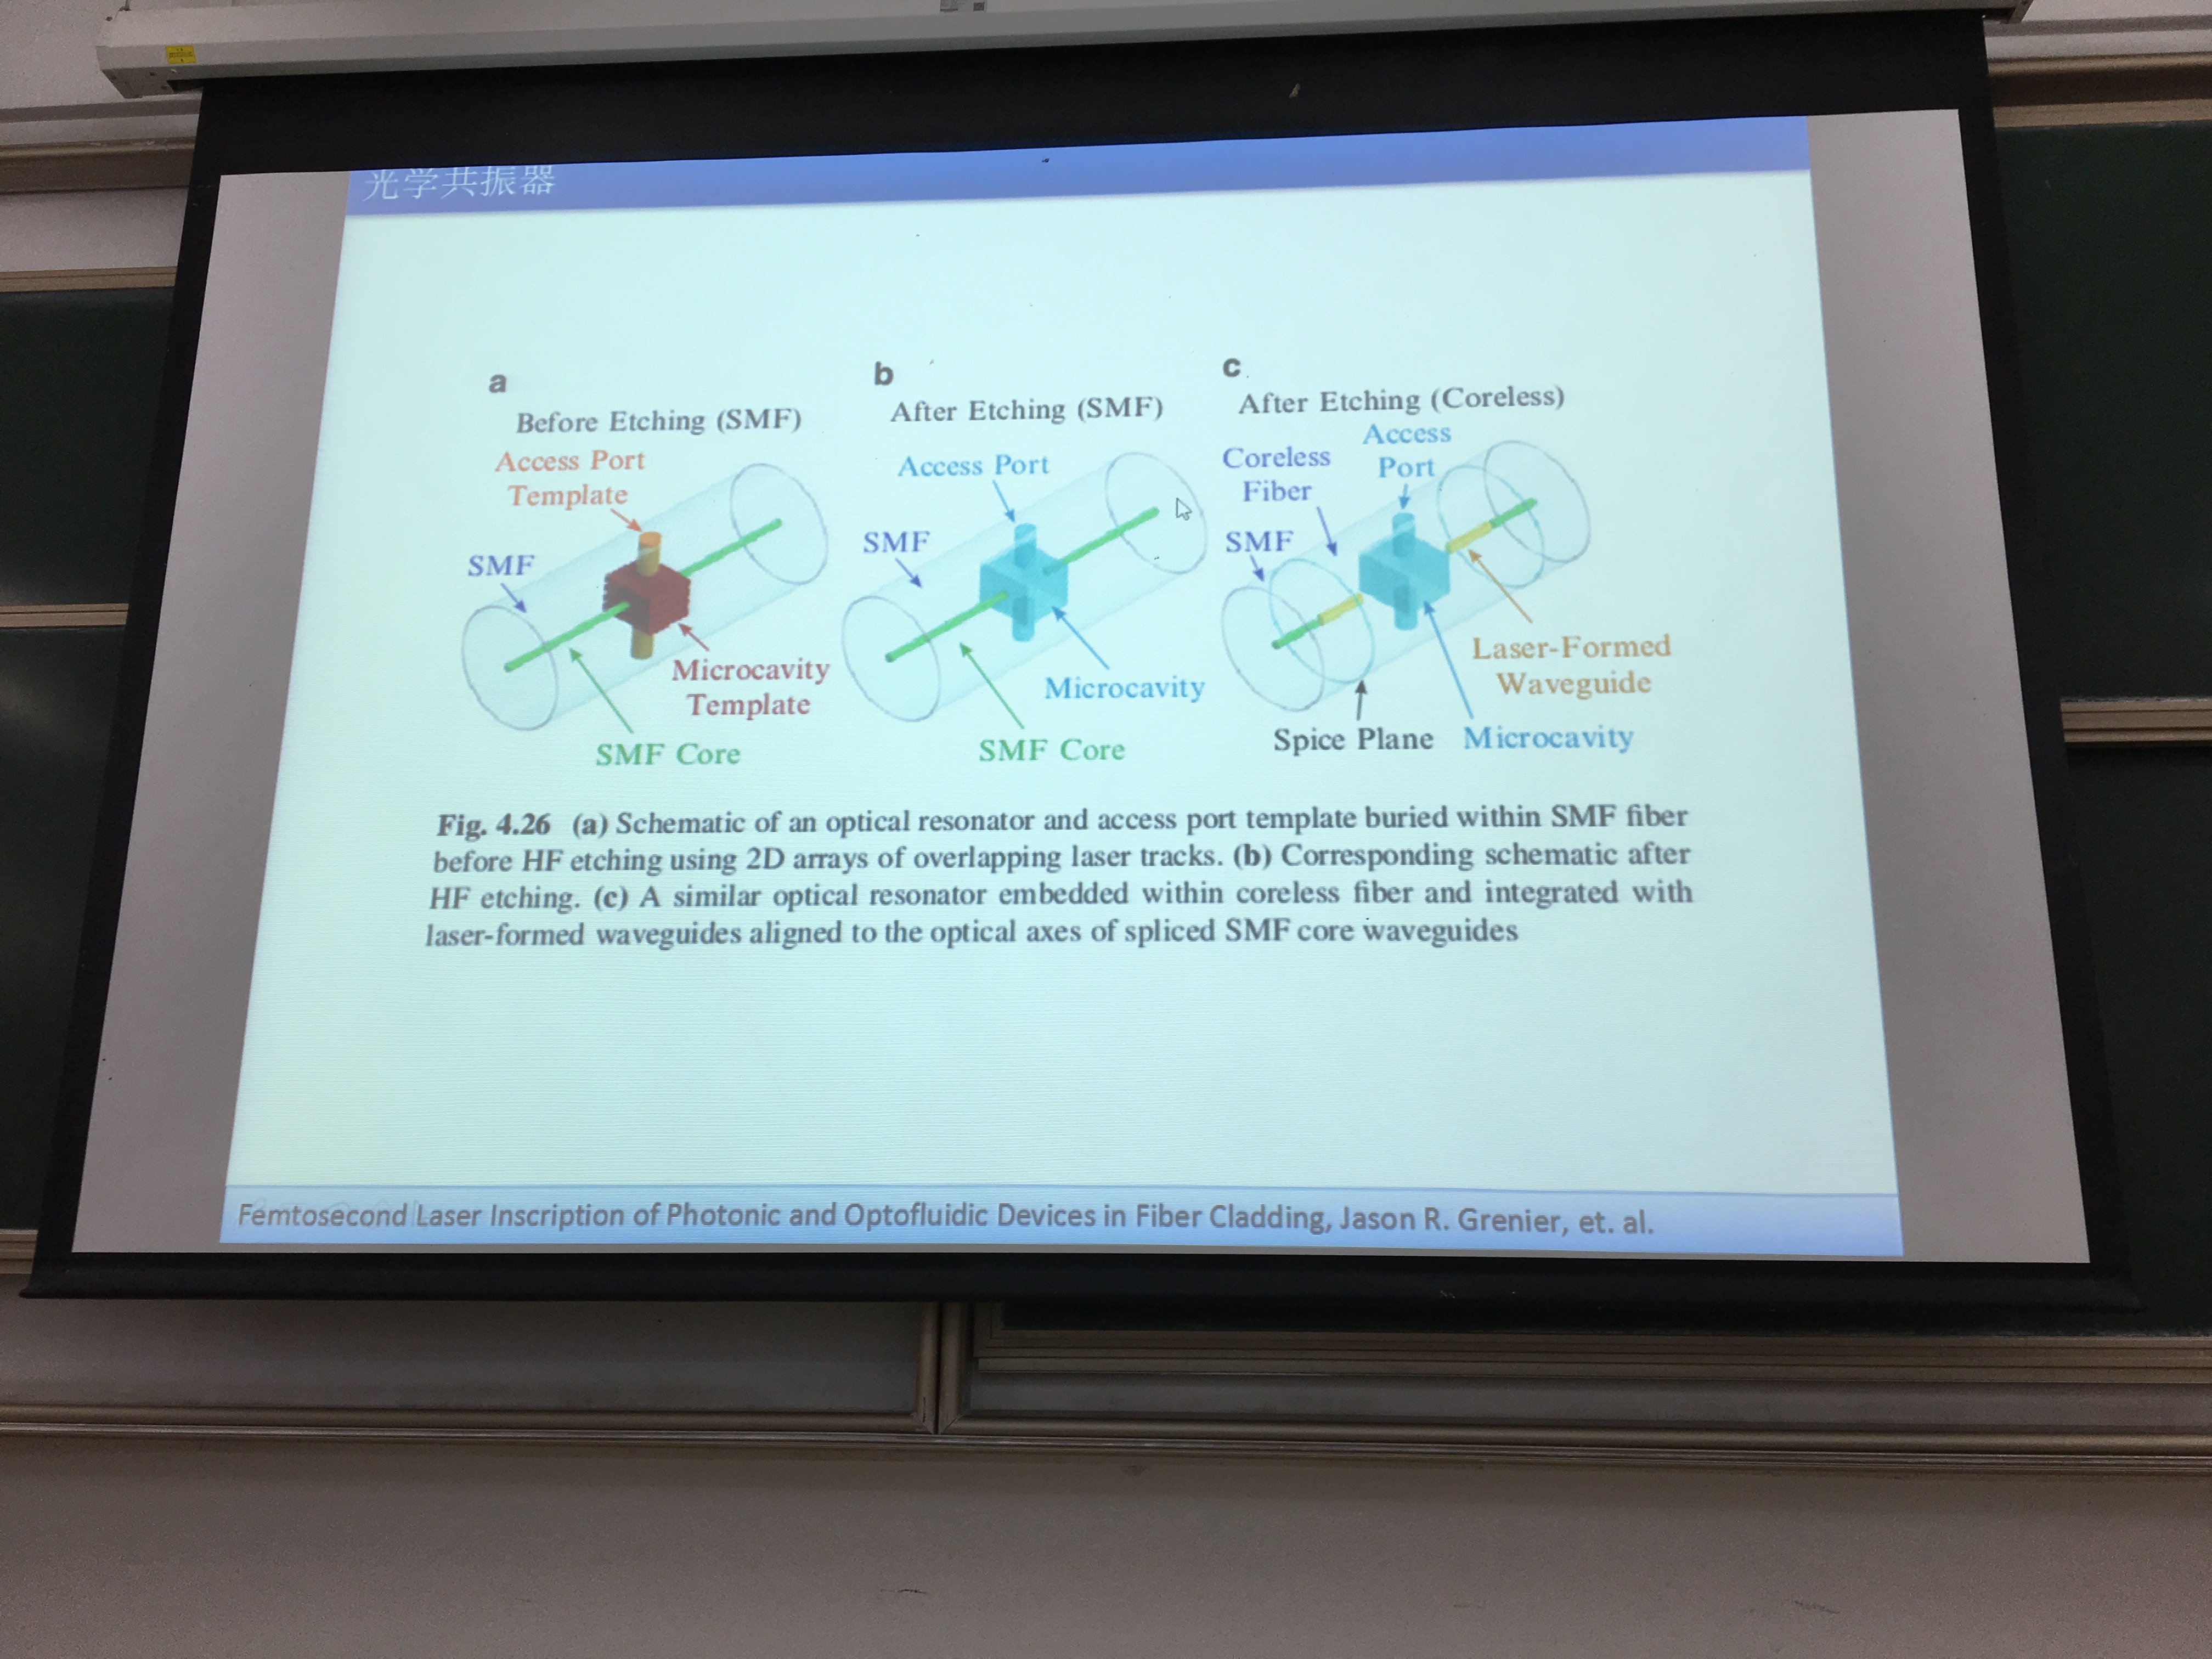 光学共振器
a
Before Etching (SMF)
Access Port
Template
SMF
Microcavity
Template
SMF Core
b
After Etching (SMF)
Access Port
SMF
Microcavity
SMF Core
c
After Etching (Coreless)
Coreless
Fiber
Access
Port
SMF
Laser-Formed
Waveguide
Spice Plane
Microcavity
Fig. 4.26 (a) Schematic of an optical resonator and access port template buried within SMF fiber
before HF etching using 2D arrays of overlapping laser tracks. (b) Corresponding schematic after
HF etching. (c) A similar optical resonator embedded within coreless fiber and integrated with
laser-formed waveguides aligned to the optical axes of spliced SMF core waveguides
Femtosecond Laser Inscription of Photonic and Optofluidic Devices in Fiber Cladding, Jason R. Grenier, et. al.